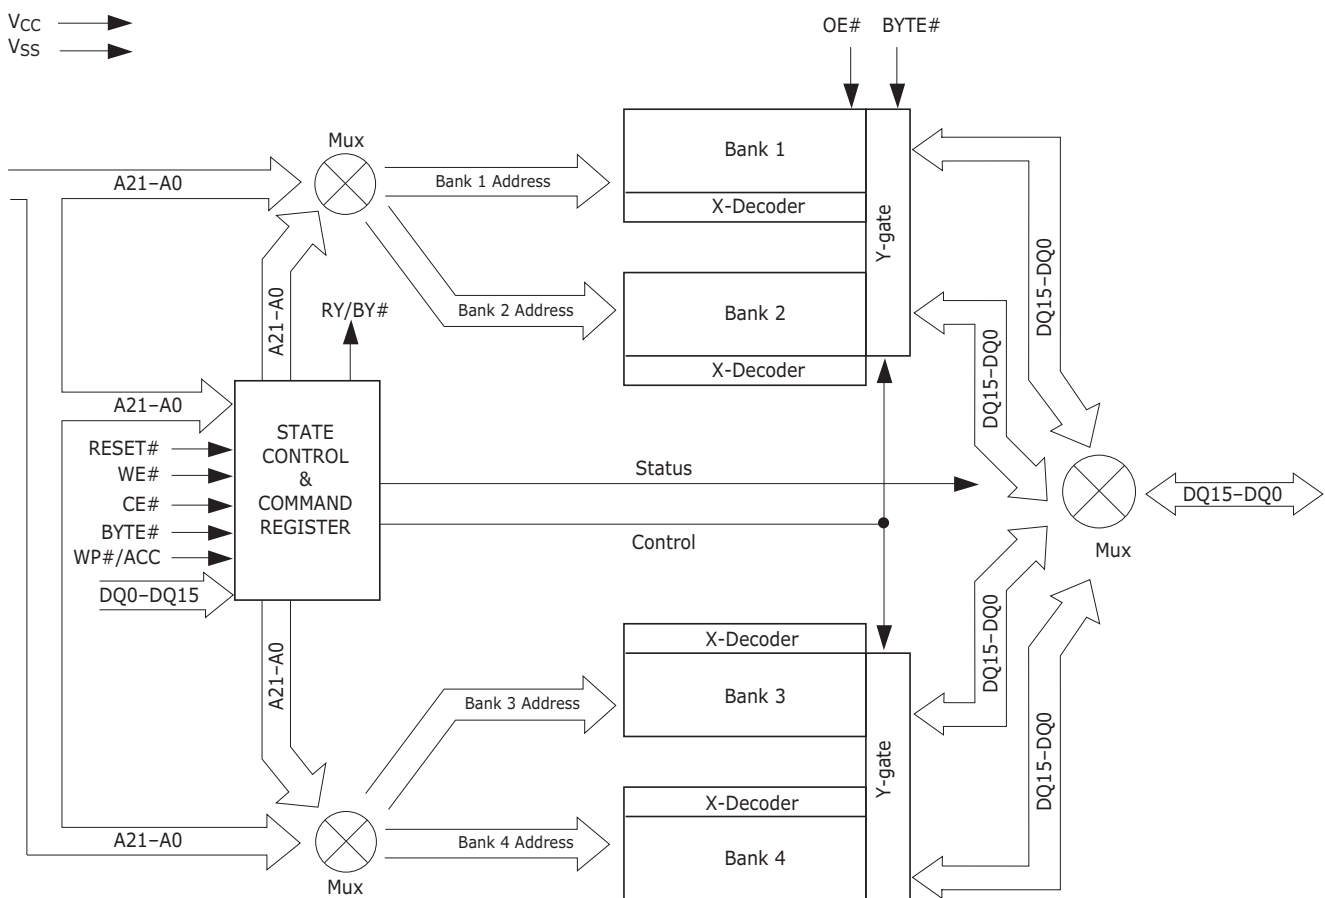 VCC
VSS
OE# BYTE#
Mux
Bank 1
A21–A0
Bank 1 Address
X-Decoder
Y-gate
DQ15–DQ0
A21–A0
RY/BY#
Bank 2 Address
Bank 2
X-Decoder
DQ15–DQ0
A21–A0
RESET#
WE#
CE#
BYTE#
WP#/ACC
DQ0–DQ15
STATE
CONTROL
&
COMMAND
REGISTER
Status
Control
DQ15–DQ0
Mux
A21–A0
X-Decoder
Bank 3
Bank 3 Address
DQ15–DQ0
Y-gate
DQ15–DQ0
X-Decoder
A21–A0
Bank 4 Address
Bank 4
Mux